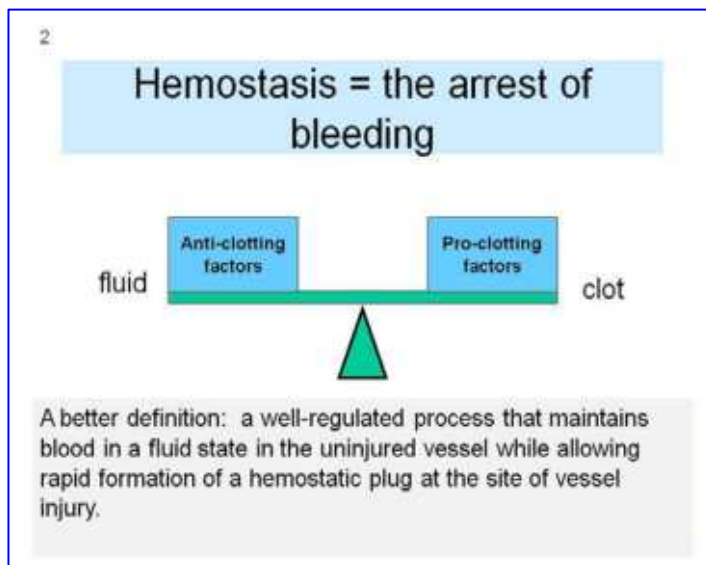 2
Hemostasis = the arrest of
bleeding
Anti-clotting
factors
Pro-clotting
factors
fluid
clot
A better definition: a well-regulated process that maintains
blood in a fluid state in the uninjured vessel while allowing
rapid formation of a hemostatic plug at the site of vessel
injury.